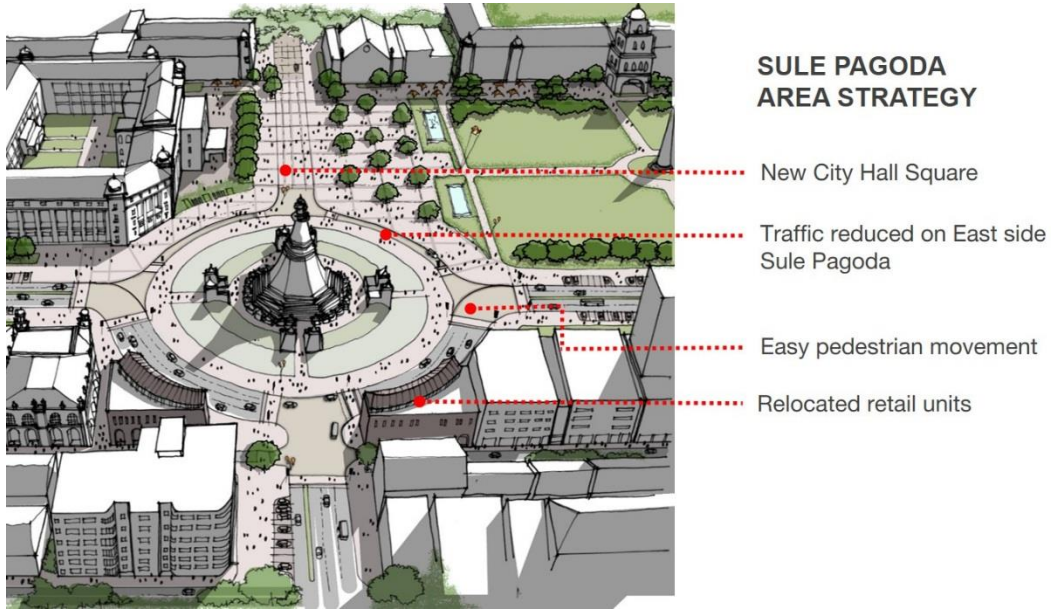 SULE PAGODA
AREA STRATEGY
New City Hall Square
Traffic reduced on East side
Sule Pagoda
Easy pedestrian movement
Relocated retail units